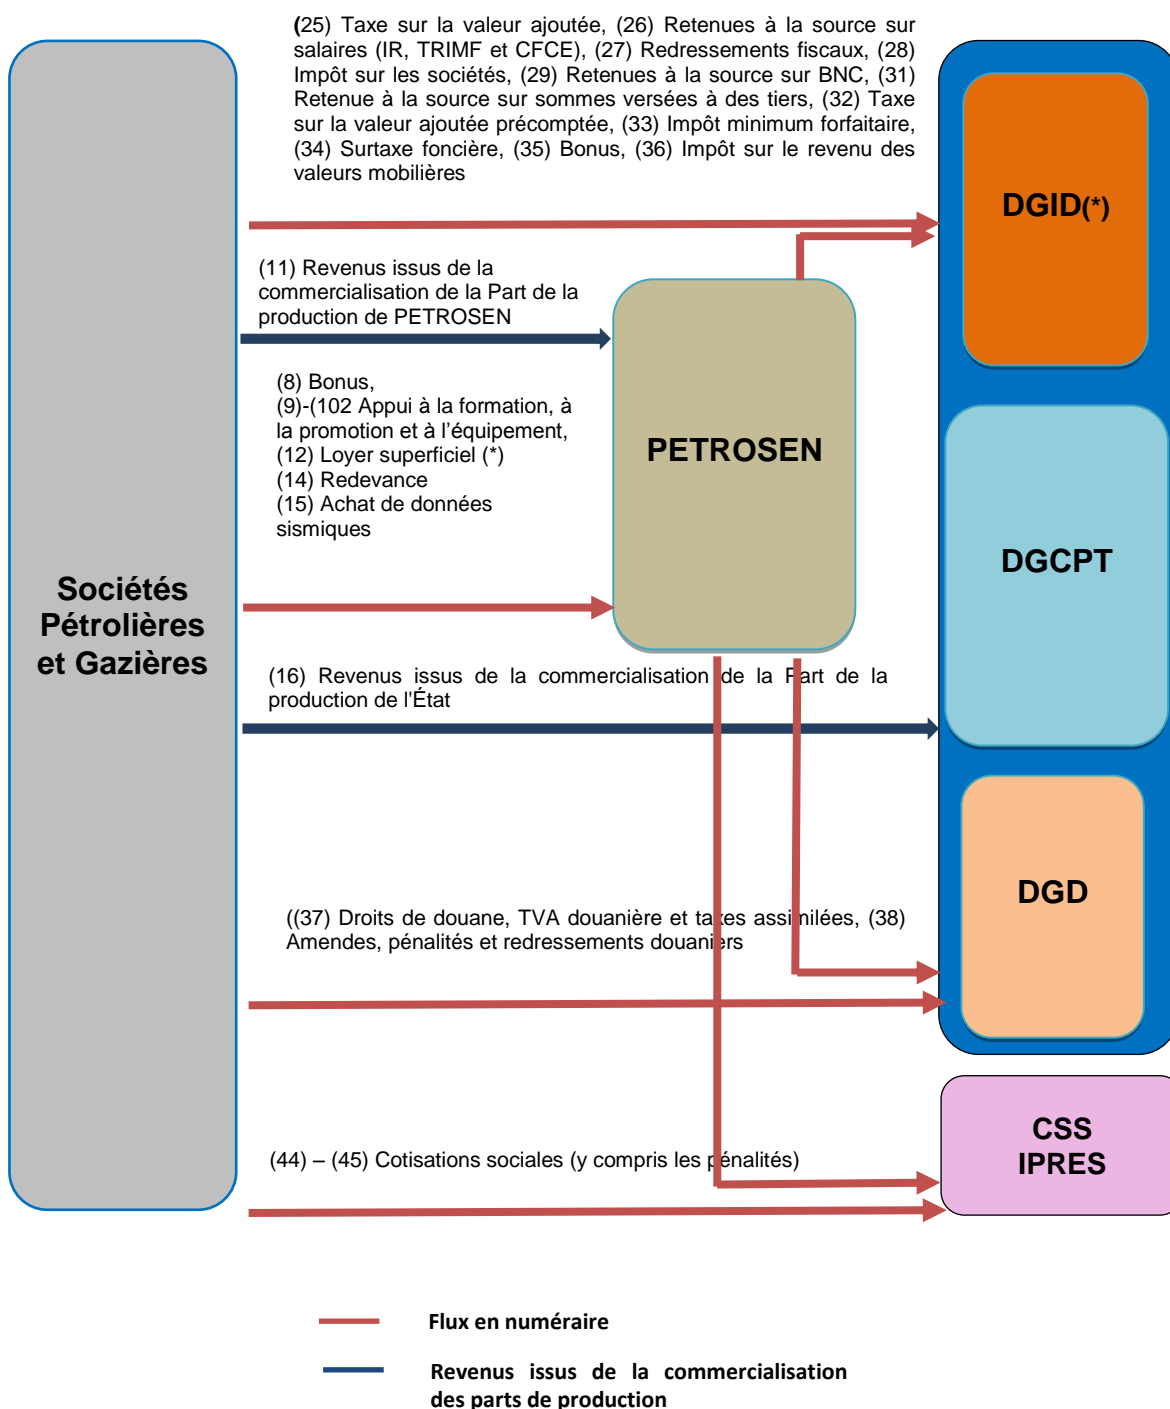 (25) Taxe sur la valeur ajoutée, (26) Retenues à la source sur
salaires (IR, TRIMF et CFCE), (27) Redressements fiscaux, (28)
Impôt sur les sociétés, (29) Retenues à la source sur BNC, (31)
Retenue à la source sur sommes versées à des tiers, (32) Taxe
sur la valeur ajoutée précomptée, (33) Impôt minimum forfaitaire,
(34) Surtaxe foncière, (35) Bonus, (36) Impôt sur le revenu des
valeurs mobilières
DGID(*)
(11) Revenus issus de la
commercialisation de la Part de la
production de PETROSEN
(8) Bonus,
(9)-(102 Appui à la formation, à
la promotion et à l'équipement,
(12) Loyer superficiel (*)
(14) Redevance
(15) Achat de données
sismiques
PETROSEN
DGCPT
Sociétés
Pétrolières
et Gazières
(16) Revenus issus de la commercialisation de la Part de la
production de l'État
DGD
((37) Droits de douane, TVA douanière et taxes assimilées, (38)
Amendes, pénalités et redressements douaniers
CSS
IPRES
(44) – (45) Cotisations sociales (y compris les pénalités)
Flux en numéraire
Revenus issus de la commercialisation
des parts de production